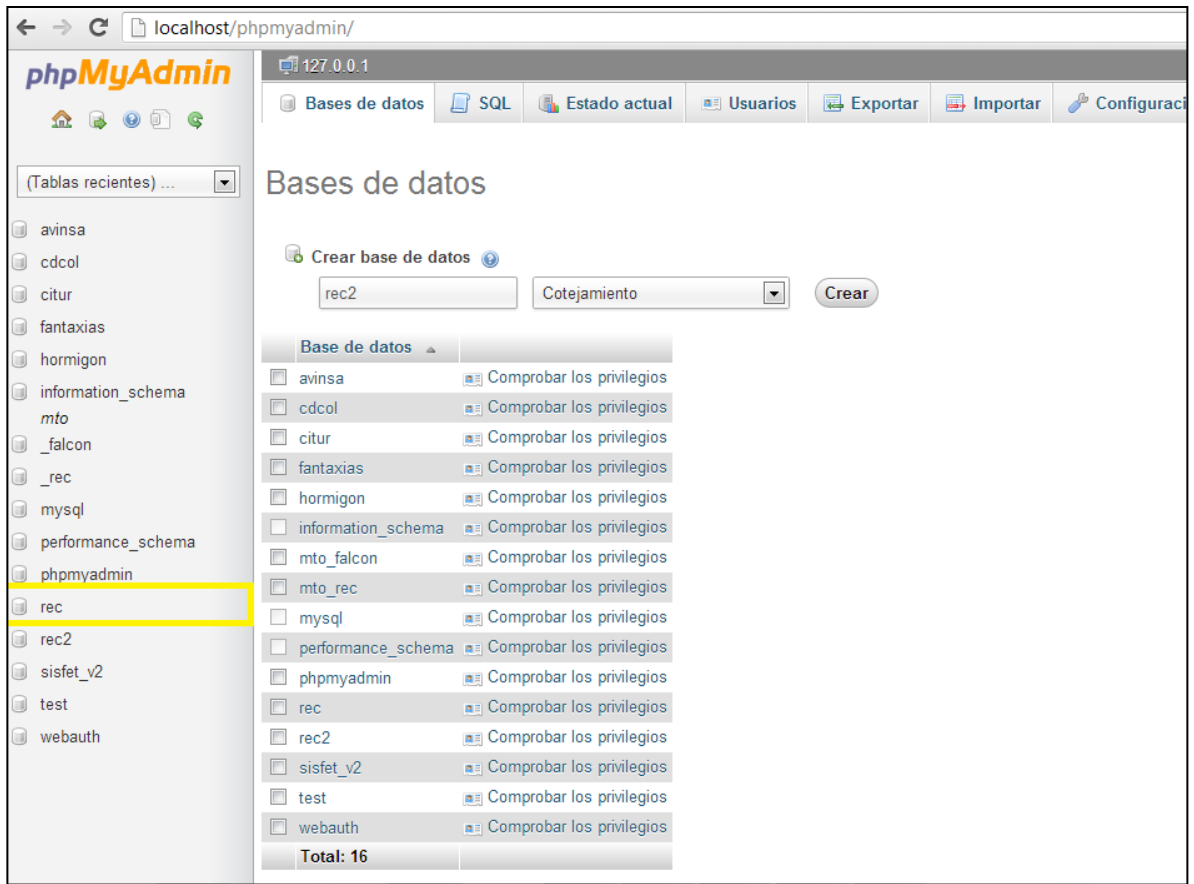 localhost/phpmyadmin/
phpMyAdmin
(Tablas recientes) ...
avinsa
cdcol
citur
fantaxias
hormigon
information_schema
mto
_falcon
_rec
mysql
performance_schema
phpmyadmin
rec
rec2
sisfet_v2
test
webauth
127.0.0.1
Bases de datos SQL Estado actual Usuarios Exportar Importar Configuraci
Bases de datos
Crear base de datos
rec2 Cotejamiento Crear
Base de datos
avinsa Comprobar los privilegios
cdcol Comprobar los privilegios
citur Comprobar los privilegios
fantaxias Comprobar los privilegios
hormigon Comprobar los privilegios
information_schema Comprobar los privilegios
mto_falcon Comprobar los privilegios
mto_rec Comprobar los privilegios
mysql Comprobar los privilegios
performance_schema Comprobar los privilegios
phpmyadmin Comprobar los privilegios
rec Comprobar los privilegios
rec2 Comprobar los privilegios
sisfet_v2 Comprobar los privilegios
test Comprobar los privilegios
webauth Comprobar los privilegios
Total: 16